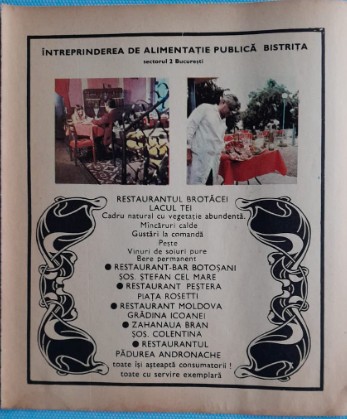 ÎNTREPRINDEREA DE ALIMENTAȚIE PUBLICĂ BISTRIȚA
sectorul 2 București
RESTAURANTUL BROTĂCEI
LACUL TEI
Cadru natural cu vegetație abundentă.
Mîncăruri calde
Gustări la comandă
Pește
Vinuri de soiuri pure
Bere permanent
● RESTAURANT-BAR BOTOȘANI
ȘOS. ȘTEFAN CEL MARE
● RESTAURANT PEȘTERA
PIAȚA ROSETTI
● RESTAURANT MOLDOVA
GRĂDINA ICOANEI
● ZAHANAUA BRAN
ȘOS. COLENTINA
● RESTAURANTUL
PĂDUREA ANDRONACHE
toate își așteaptă consumatorii !
toate cu servire exemplară